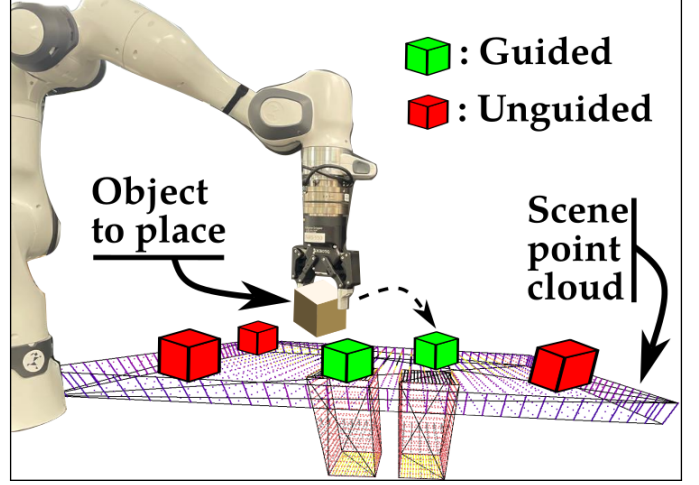 : Guided
: Unguided
Object
to place
Scene
point
cloud